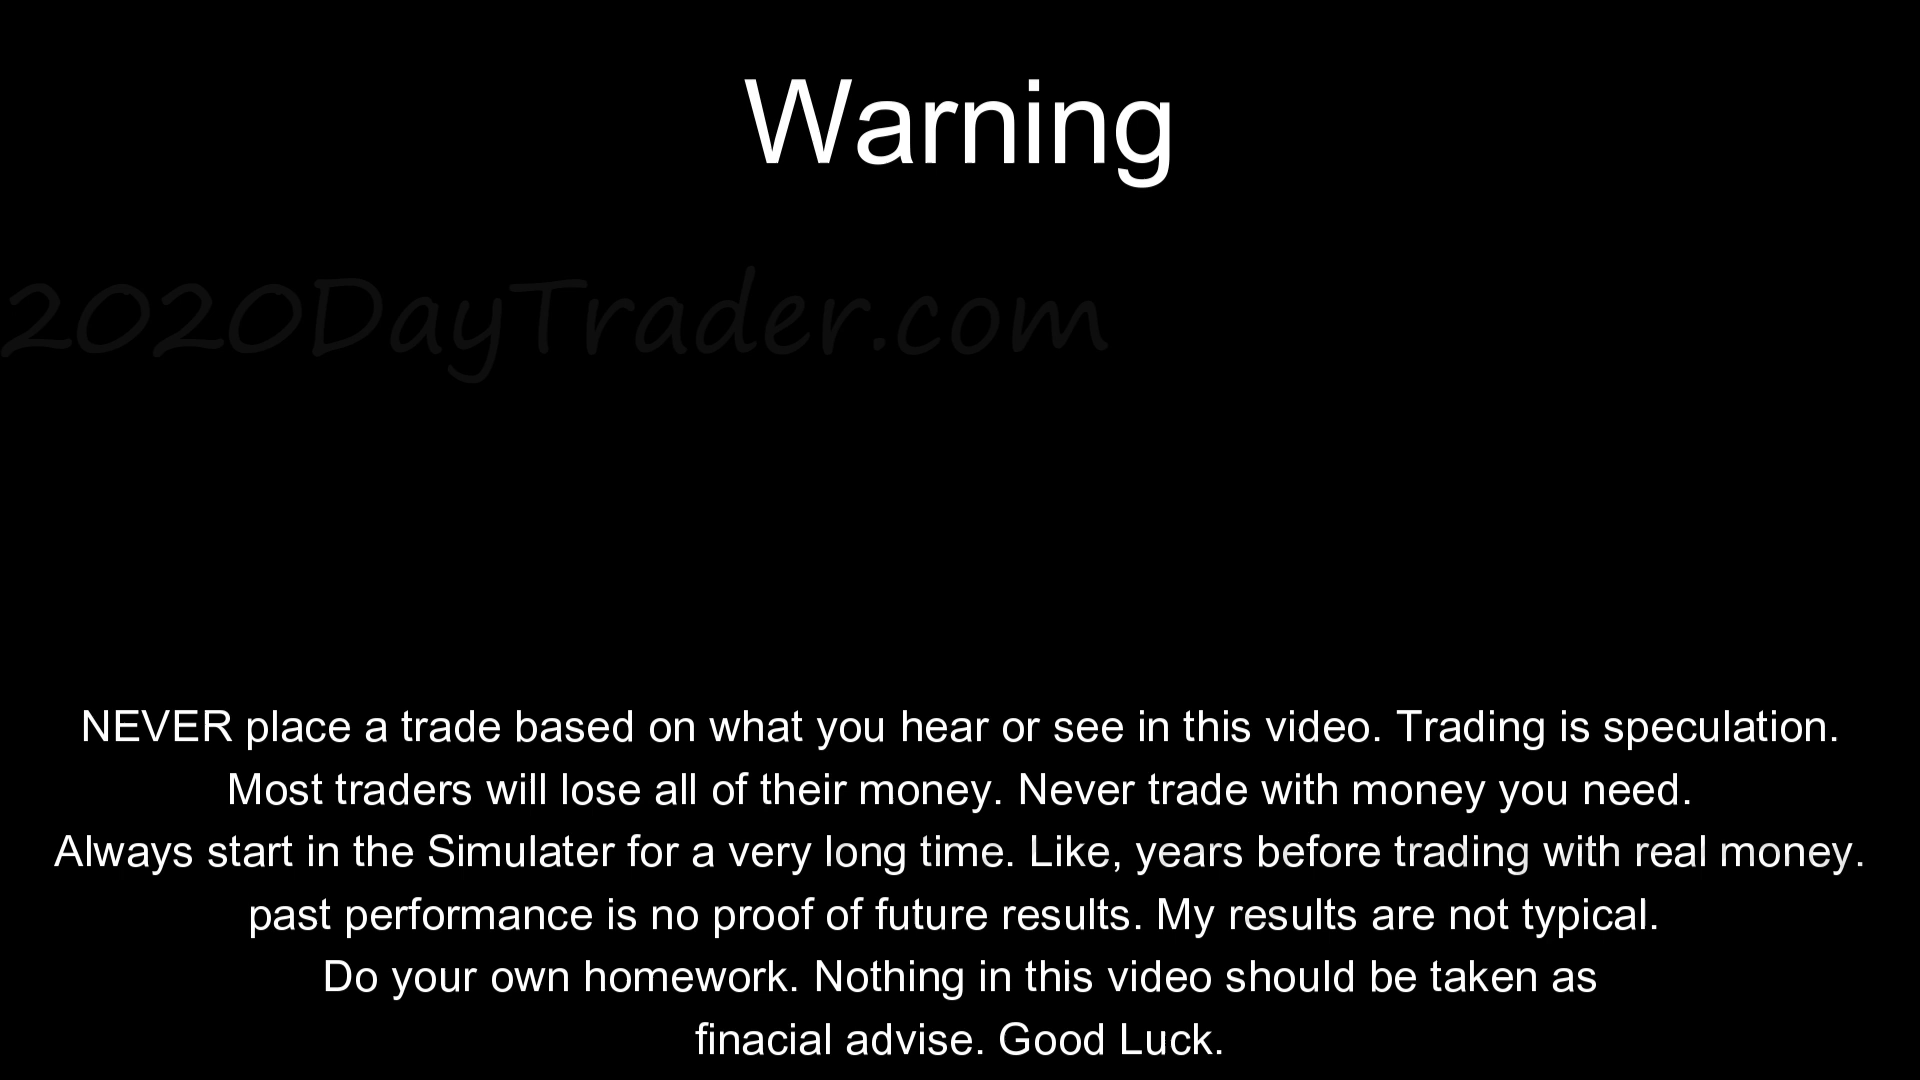 Warning
2020DayTrader.com
NEVER place a trade based on what you hear or see in this video. Trading is speculation.
Most traders will lose all of their money. Never trade with money you need.
Always start in the Simulater for a very long time. Like, years before trading with real money.
past performance is no proof of future results. My results are not typical.
Do your own homework. Nothing in this video should be taken as
finacial advise. Good Luck.